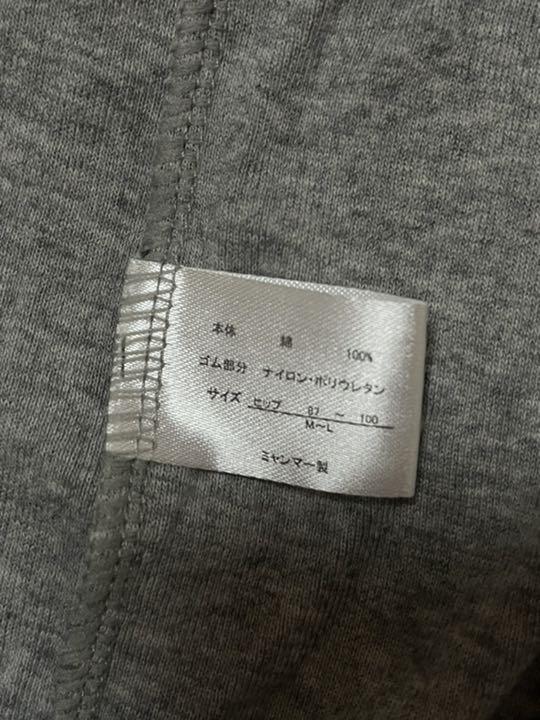 本体 綿 100%
ゴム部分 ナイロン・ポリウレタン
サイズ ヒップ 87 ～ 100
M～L
ミャンマー製